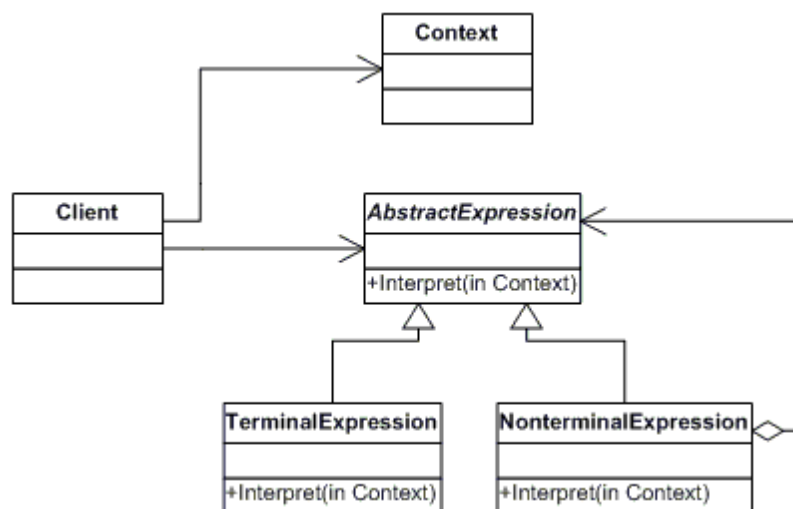 Context
Client
AbstractExpression
+Interpret(in Context)
TerminalExpression
+Interpret(in Context)
NonterminalExpression
+Interpret(in Context)